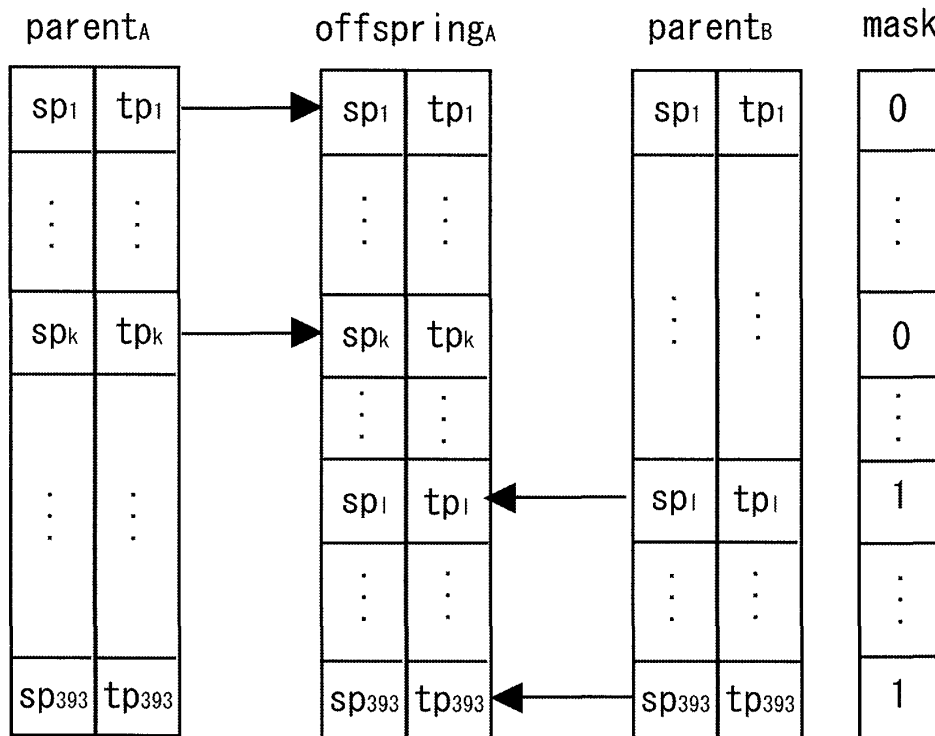 parentA offspringA parentB mask
sp1 tp1 sp1 tp1 sp1 tp1 0
⋮ ⋮ ⋮ ⋮ ⋮
spk tpk spk tpk ⋮ ⋮ 0
⋮ ⋮ ⋮
⋮ ⋮ spl tpl spl tpl 1
⋮ ⋮ ⋮ ⋮ ⋮
sp393 tp393 sp393 tp393 sp393 tp393 1